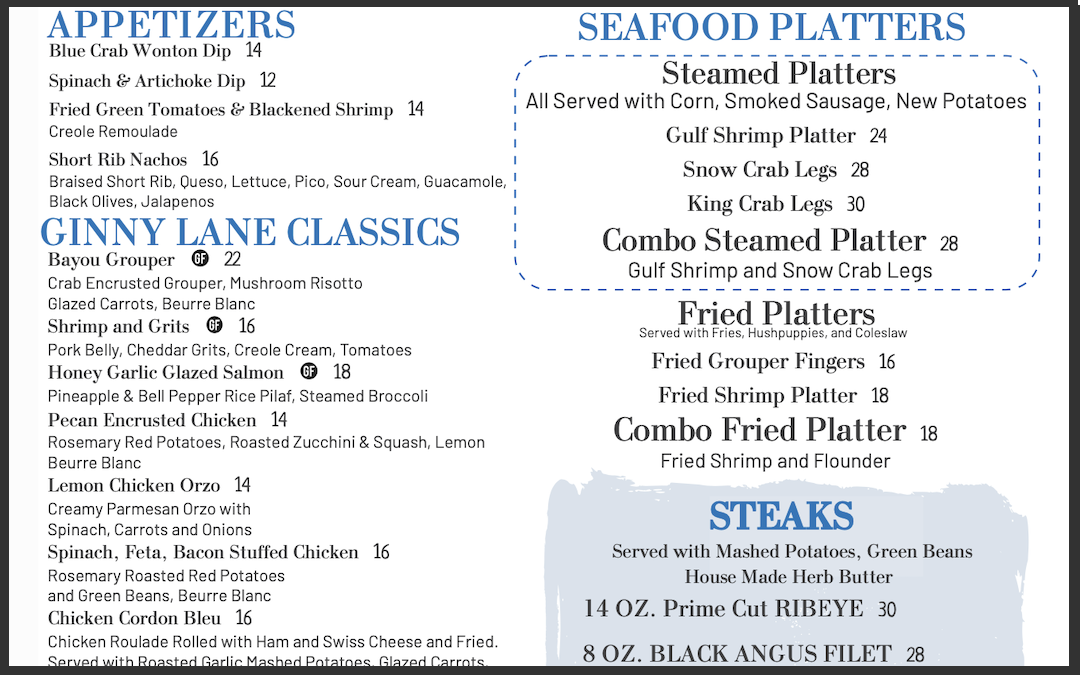 APPETIZERS
Blue Crab Wonton Dip 14
Spinach & Artichoke Dip 12
Fried Green Tomatoes & Blackened Shrimp 14
Creole Remoulade
Short Rib Nachos 16
Braised Short Rib, Queso, Lettuce, Pico, Sour Cream, Guacamole,
Black Olives, Jalapenos
GINNY LANE CLASSICS
Bayou Grouper GF 22
Crab Encrusted Grouper, Mushroom Risotto
Glazed Carrots, Beurre Blanc
Shrimp and Grits GF 16
Pork Belly, Cheddar Grits, Creole Cream, Tomatoes
Honey Garlic Glazed Salmon GF 18
Pineapple & Bell Pepper Rice Pilaf, Steamed Broccoli
Pecan Encrusted Chicken 14
Rosemary Red Potatoes, Roasted Zucchini & Squash, Lemon
Beurre Blanc
Lemon Chicken Orzo 14
Creamy Parmesan Orzo with
Spinach, Carrots and Onions
Spinach, Feta, Bacon Stuffed Chicken 16
Rosemary Roasted Red Potatoes
and Green Beans, Beurre Blanc
Chicken Cordon Bleu 16
Chicken Roulade Rolled with Ham and Swiss Cheese and Fried.
Served with Roasted Garlic Mashed Potatoes, Glazed Carrots,
SEAFOOD PLATTERS
Steamed Platters
All Served with Corn, Smoked Sausage, New Potatoes
Gulf Shrimp Platter 24
Snow Crab Legs 28
King Crab Legs 30
Combo Steamed Platter 28
Gulf Shrimp and Snow Crab Legs
Fried Platters
Served with Fries, Hushpuppies, and Coleslaw
Fried Grouper Fingers 16
Fried Shrimp Platter 18
Combo Fried Platter 18
Fried Shrimp and Flounder
STEAKS
Served with Mashed Potatoes, Green Beans
House Made Herb Butter
14 OZ. Prime Cut RIBEYE 30
8 OZ. BLACK ANGUS FILET 28